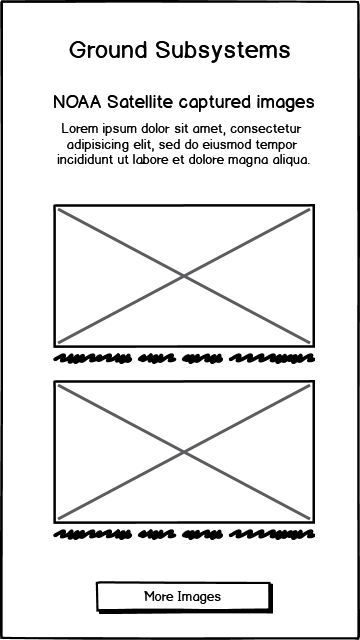 Ground Subsystems
NOAA Satellite captured images
Lorem ipsum dolor sit amet, consectetur
adipisicing elit, sed do eiusmod tempor
incididunt ut labore et dolore magna aliqua.
More Images